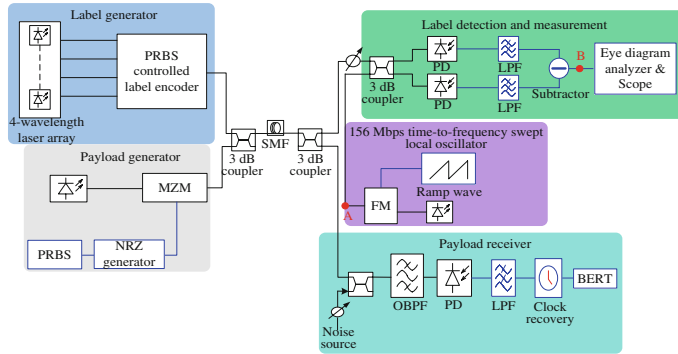 Label generator
PRBS
controlled
label encoder
4-wavelength
laser array
Payload generator
MZM
PRBS
NRZ
generator
3 dB
coupler
SMF
3 dB
coupler
Label detection and measurement
3 dB
coupler
PD
LPF
PD
LPF
Subtractor
B
Eye diagram
analyzer &
Scope
156 Mbps time-to-frequency swept
local oscillator
Ramp wave
FM
A
Payload receiver
OBPF
PD
LPF
Clock
recovery
BERT
Noise
source